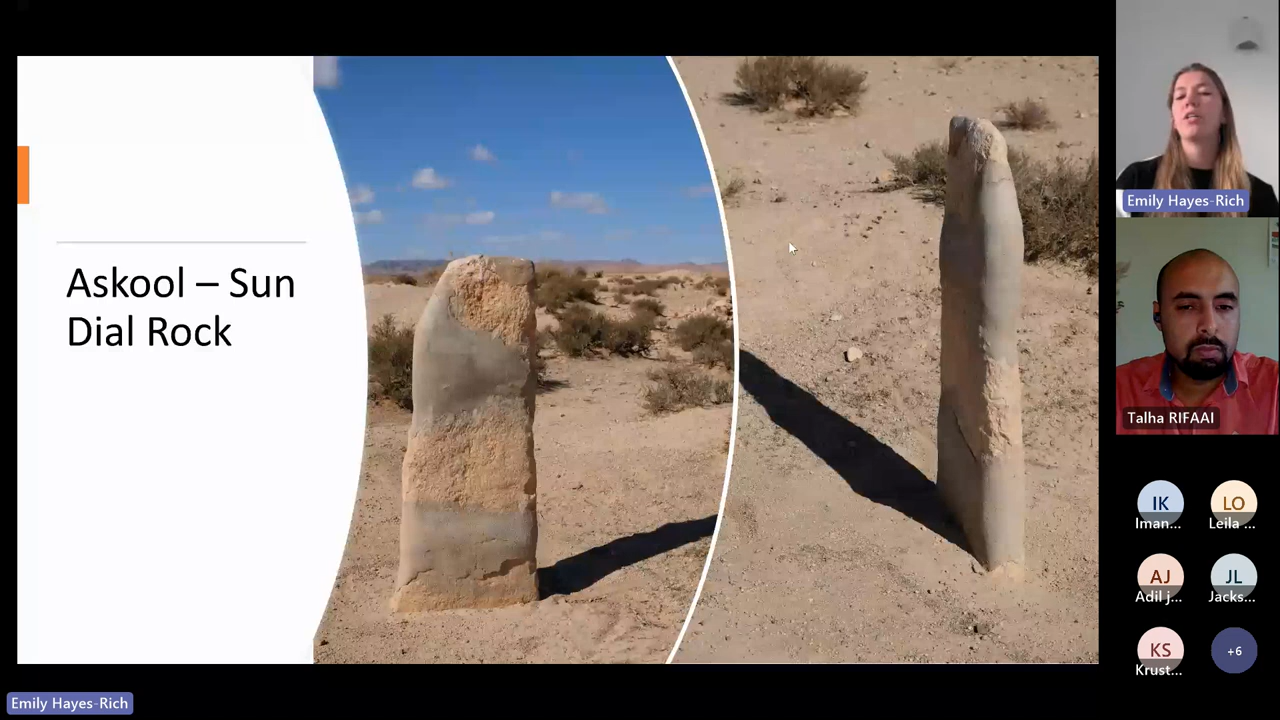 Askool – Sun
Dial Rock
Emily Hayes-Rich
Talha RIFAAI
IK
Iman...
LO
Leila ...
AJ
Adil j...
JL
Jacks...
KS
Krust...
+6
Emily Hayes-Rich